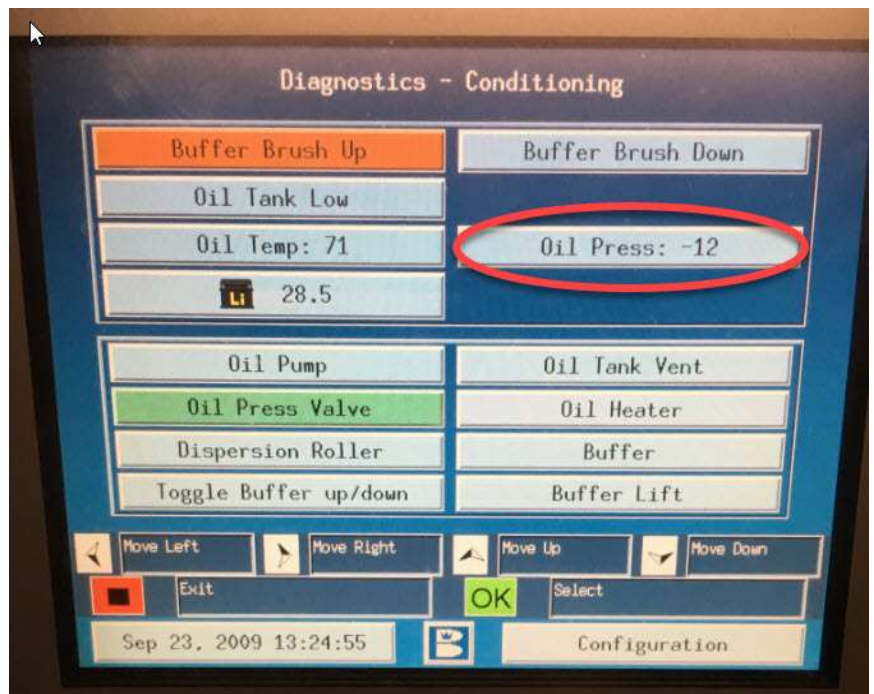 Diagnostics - Conditioning
Buffer Brush Up
Buffer Brush Down
Oil Tank Low
Oil Temp: 71
Oil Press: -12
Li 28.5
Oil Pump
Oil Tank Vent
Oil Press Valve
Oil Heater
Dispersion Roller
Buffer
Toggle Buffer up/down
Buffer Lift
Move Left
Move Right
Move Up
Move Down
Exit
OK
Select
Sep 23, 2009 13:24:55
B
Configuration